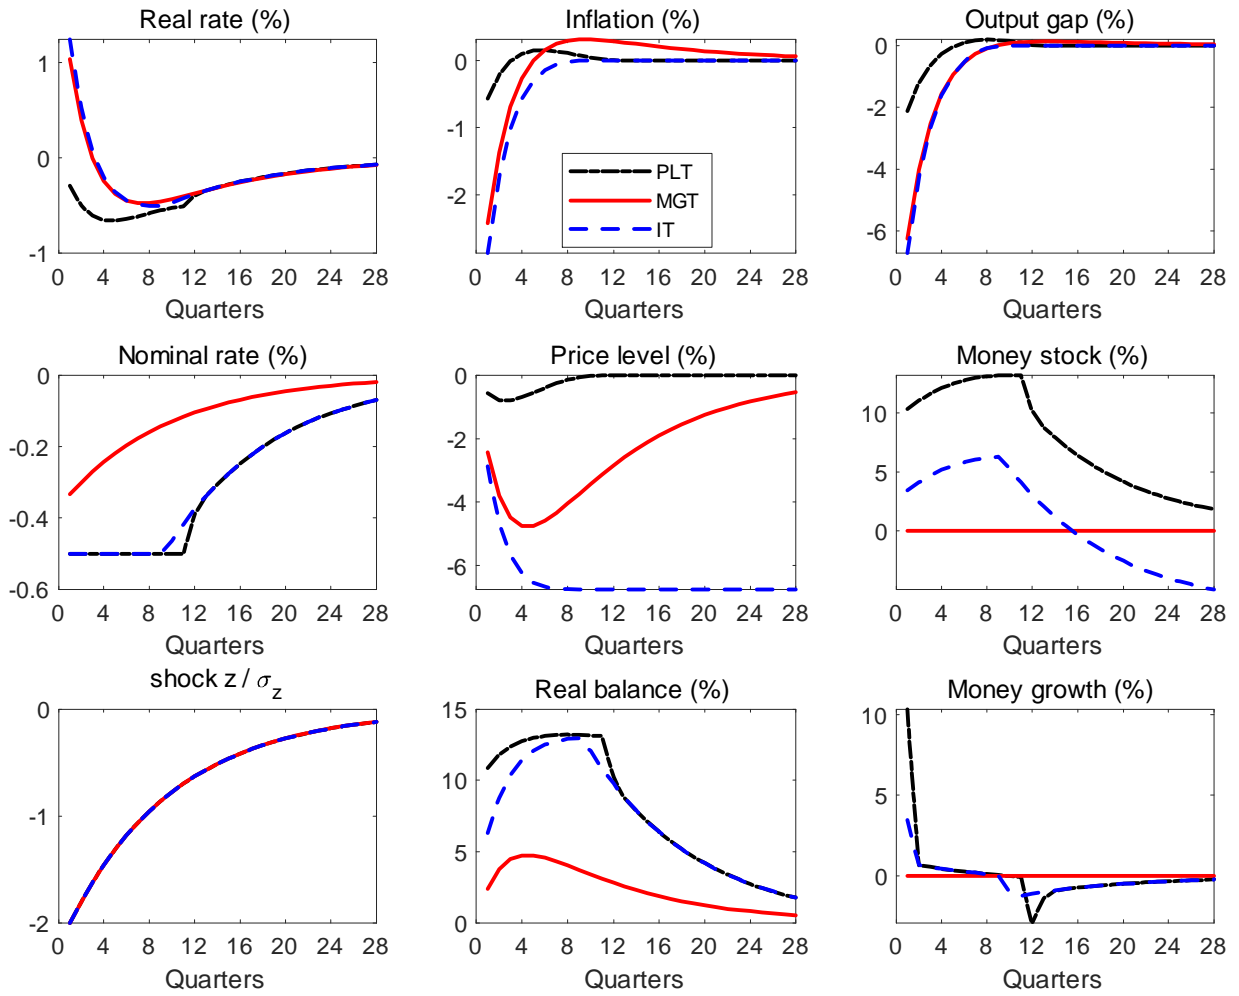 Real rate (%)
1
0
-1
0 4 8 12 16 20 24 28
Quarters
Inflation (%)
0
-1
-2
PLT
MGT
IT
0 4 8 12 16 20 24 28
Quarters
Output gap (%)
0
-2
-4
-6
0 4 8 12 16 20 24 28
Quarters
Nominal rate (%)
0
-0.2
-0.4
-0.6
0 4 8 12 16 20 24 28
Quarters
Price level (%)
0
-2
-4
-6
0 4 8 12 16 20 24 28
Quarters
Money stock (%)
10
5
0
0 4 8 12 16 20 24 28
Quarters
shock z / σ_z
0
-1
-2
0 4 8 12 16 20 24 28
Quarters
Real balance (%)
15
10
5
0
0 4 8 12 16 20 24 28
Quarters
Money growth (%)
10
5
0
0 4 8 12 16 20 24 28
Quarters